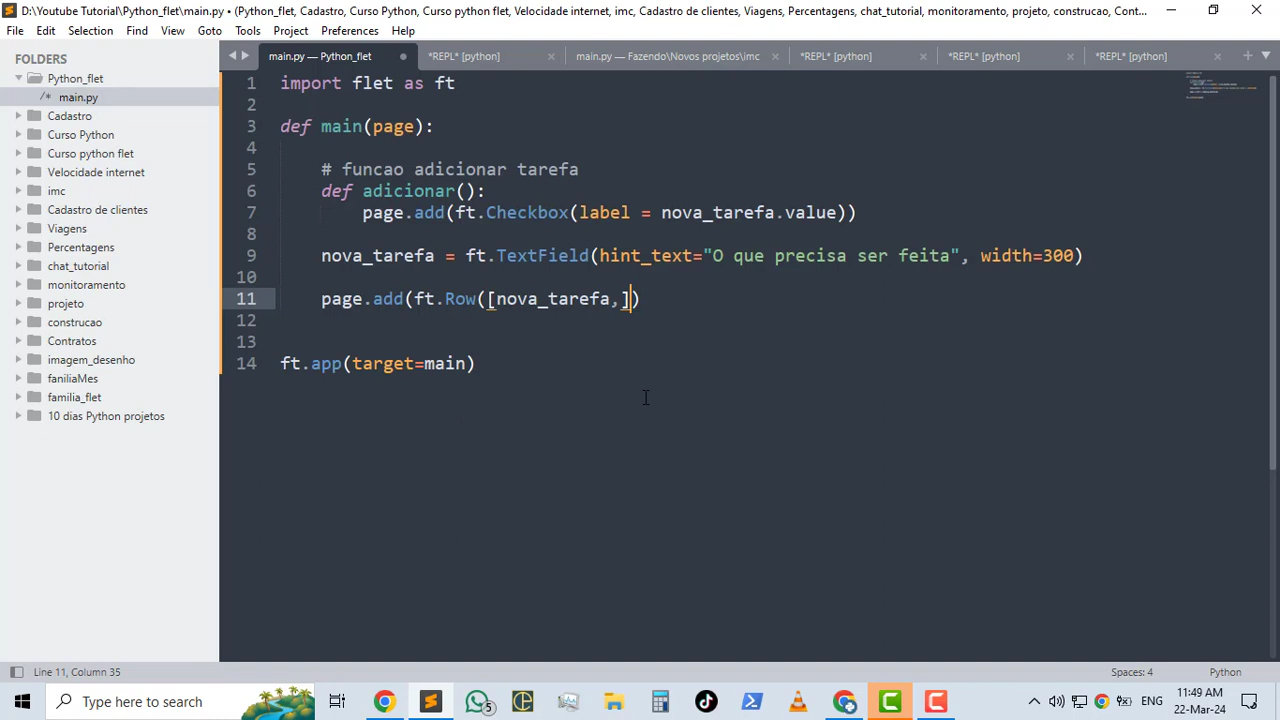 D:\Youtube Tutorial\Python_flet\main.py • (Python_flet, Cadastro, Curso Python, Curso python flet, Velocidade internet, imc, Cadastro de clientes, Viagens, Percentagens, chat_tutorial, monitoramento, projeto, construcao, Cont...
File Edit Selection Find View Goto Tools Project Preferences Help
FOLDERS
Python_flet
/* main.py
Cadastro
Curso Python
Curso python flet
Velocidade internet
imc
Cadastro de clientes
Viagens
Percentagens
chat_tutorial
monitoramento
projeto
construcao
Contratos
imagem_desenho
faniliaMes
familia_flet
10 dias Python projetos
main.py — Python_flet
*REPL* [python]
main.py — Fazendo\Novos projetos\imc
*REPL* [python]
*REPL* [python]
*REPL* [python]
1 import flet as ft
2
3 def main(page):
4
5 # funcao adicionar tarefa
6 def adicionar():
7 page.add(ft.Checkbox(label = nova_tarefa.value))
8
9 nova_tarefa = ft.TextField(hint_text="O que precisa ser feita", width=300)
10
11 page.add(ft.Row([nova_tarefa,])
12
13
14 ft.app(target=main)
Line 11, Column 35
Spaces: 4
Python
Type here to search
5
ENG
11:49 AM
22-Mar-24